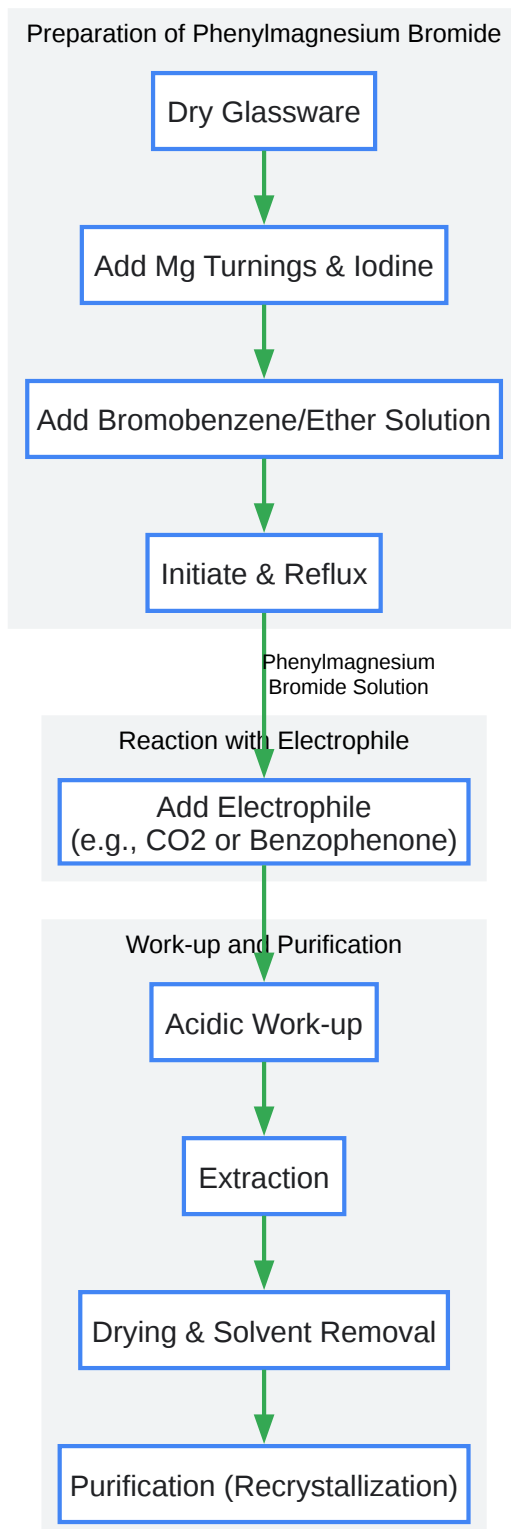 Preparation of Phenylmagnesium Bromide
Dry Glassware
Add Mg Turnings & Iodine
Add Bromobenzene/Ether Solution
Initiate & Reflux
Phenylmagnesium
Bromide Solution
Reaction with Electrophile
Add Electrophile
(e.g., CO2 or Benzophenone)
Work-up and Purification
Acidic Work-up
Extraction
Drying & Solvent Removal
Purification (Recrystallization)